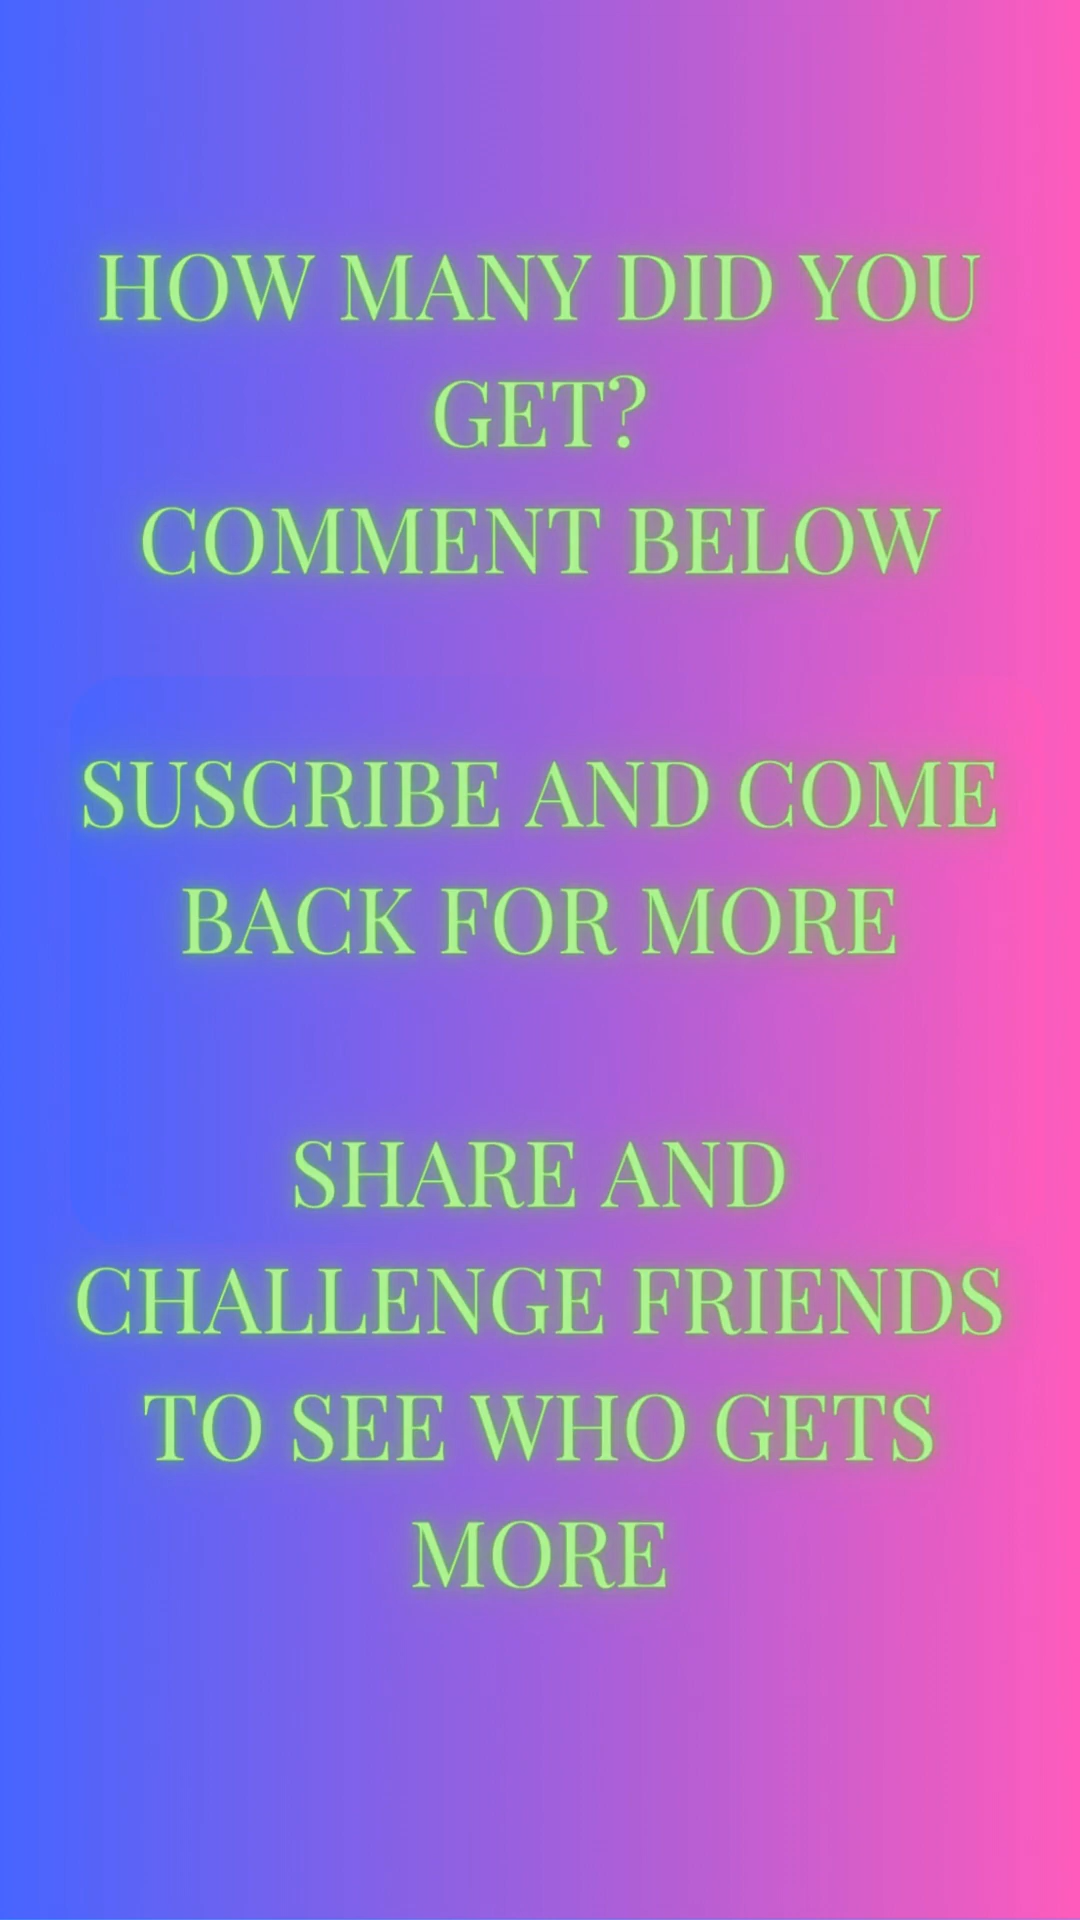 HOW MANY DID YOU
GET?
COMMENT BELOW
SUSCRIBE AND COME
BACK FOR MORE
SHARE AND
CHALLENGE FRIENDS
TO SEE WHO GETS
MORE